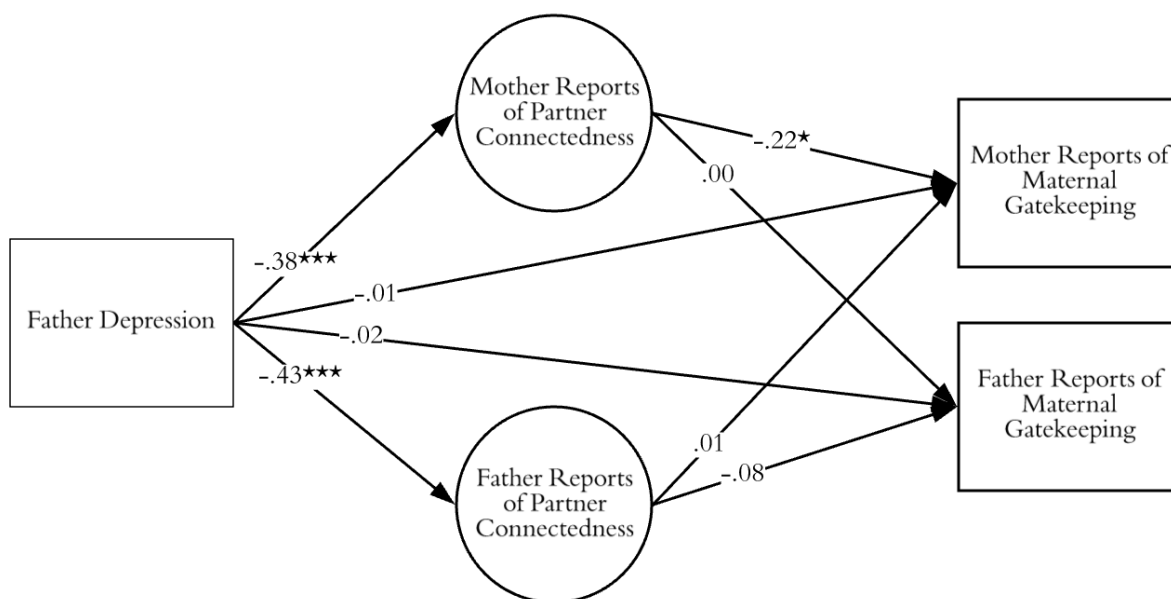 Mother Reports
of Partner
Connectedness
-.22★
Mother Reports of
Maternal
Gatekeeping
.00
-.38★★★
-.01
Father Depression
-.02
-.43★★★
Father Reports of
Maternal
Gatekeeping
.01
-.08
Father Reports
of Partner
Connectedness